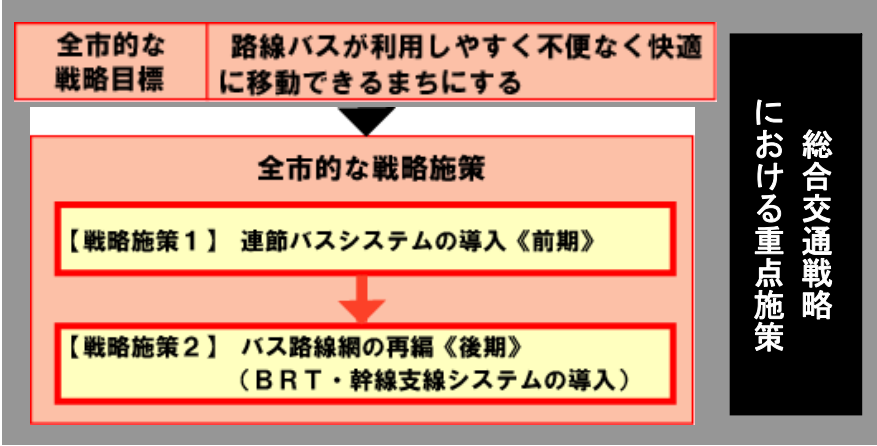 全市的な
戦略目標
路線バスが利用しやすく不便なく快適
に移動できるまちにする
全市的な戦略施策
【戦略施策１】 連節バスシステムの導入《前期》
【戦略施策２】 バス路線網の再編《後期》
（ＢＲＴ・幹線支線システムの導入）
総合交通戦略
における重点施策